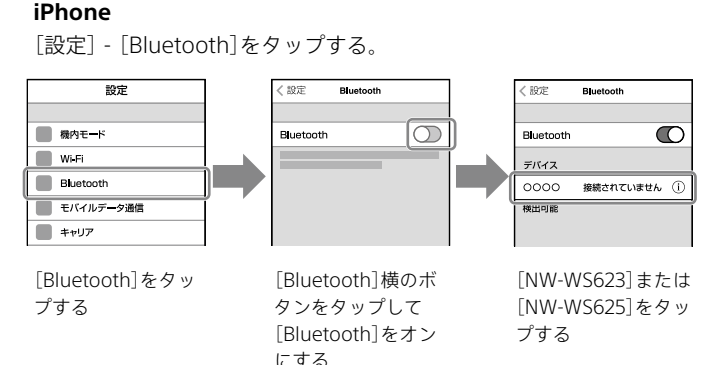 iPhone
[設定] - [Bluetooth]をタップする。
設定
機内モード
Wi-Fi
Bluetooth
モバイルデータ通信
キャリア
[Bluetooth]をタッ
プする
< 設定 Bluetooth
Bluetooth
[Bluetooth]横のボ
タンをタップして
[Bluetooth]をオン
にする
< 設定 Bluetooth
Bluetooth
デバイス
○○○○ 接続されていません ⓘ
検出可能
[NW-WS623]または
[NW-WS625]をタッ
プする